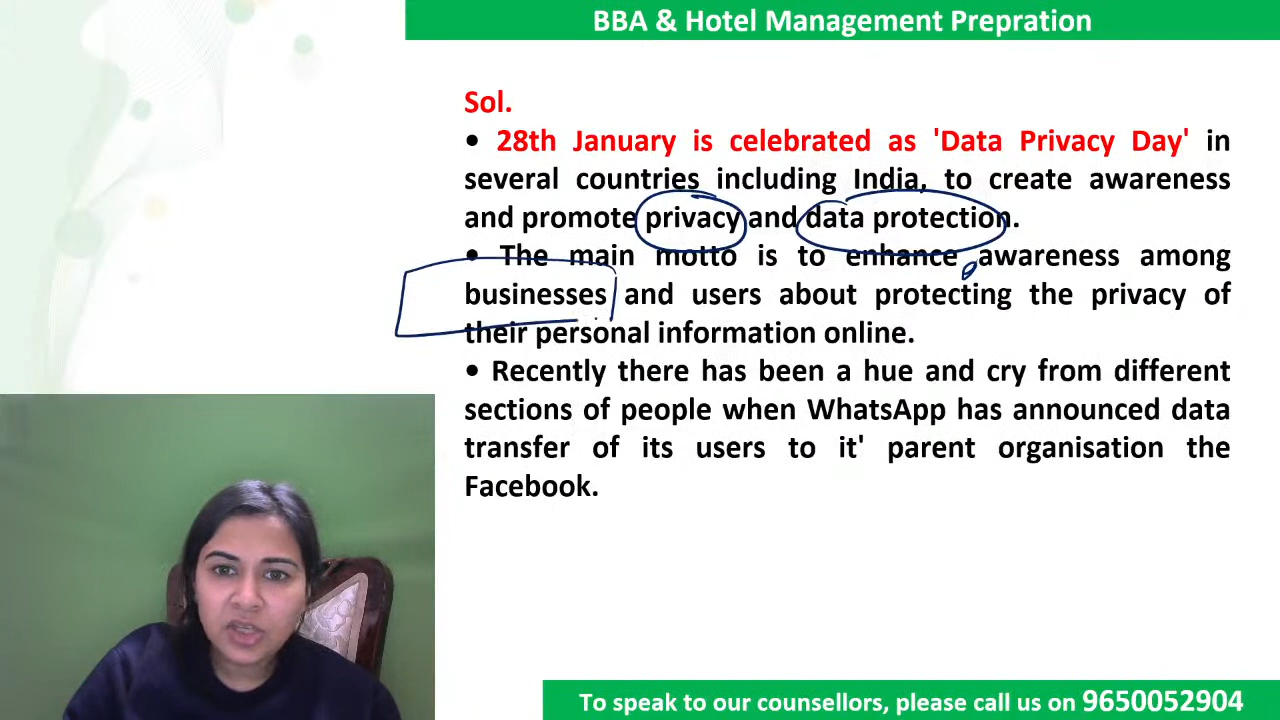 BBA & Hotel Management Prepration
Sol.
• 28th January is celebrated as 'Data Privacy Day' in
several countries including India, to create awareness
and promote privacy and data protection.
• The main motto is to enhance awareness among
businesses and users about protecting the privacy of
their personal information online.
• Recently there has been a hue and cry from different
sections of people when WhatsApp has announced data
transfer of its users to it' parent organisation the
Facebook.
To speak to our counsellors, please call us on 9650052904